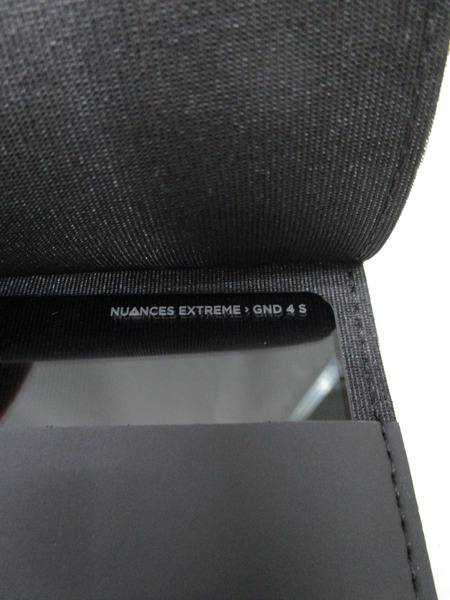 NUANCES EXTREME › GND 4 S